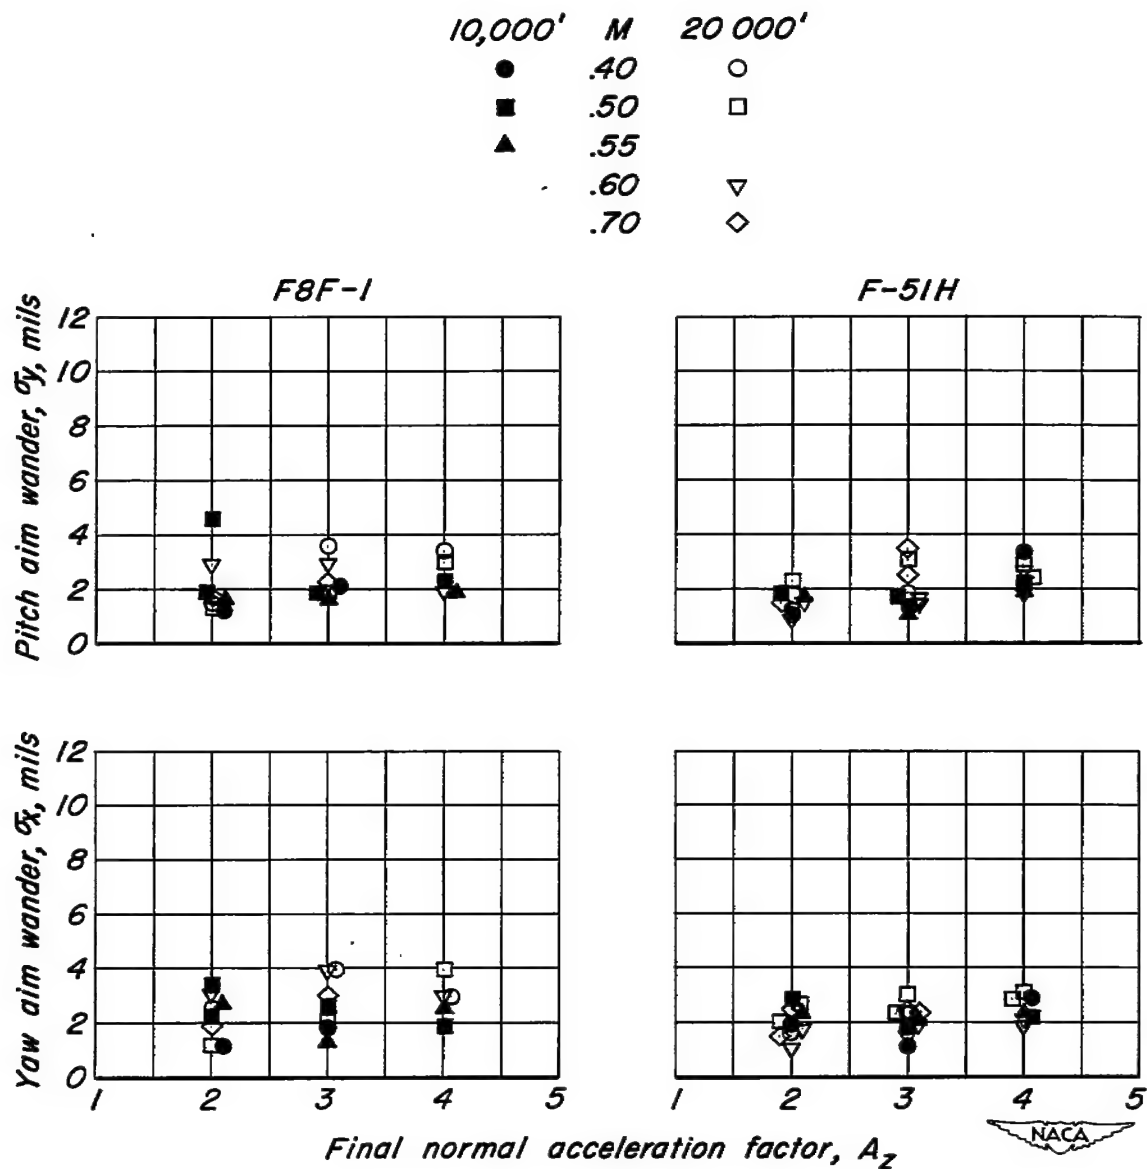 10,000' M 20 000'
.40
.50
.55
.60
.70
F8F-1 F-51H
Pitch aim wander, σy, mils
12
10
8
6
4
2
0
Yaw aim wander, σx, mils
12
10
8
6
4
2
0
1 2 3 4 5 1 2 3 4 5
Final normal acceleration factor, Az
NACA